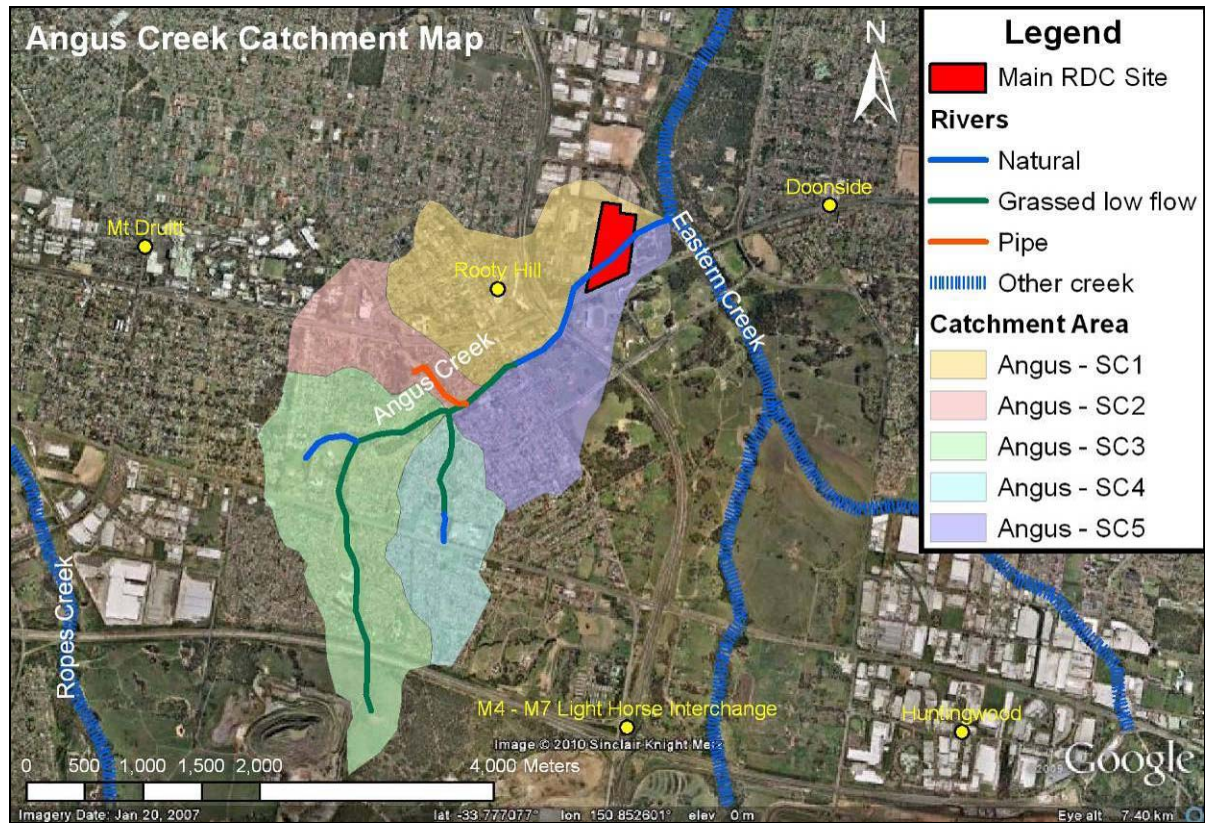 Angus Creek Catchment Map
N
Legend
Main RDC Site
Rivers
Natural
Grassed low flow
Pipe
Other creek
Catchment Area
Angus - SC1
Angus - SC2
Angus - SC3
Angus - SC4
Angus - SC5
Doonside
Mt Druitt
Rooty Hill
Eastern Creek
Angus Creek
Ropes Creek
M4 - M7 Light Horse Interchange
Huntingwood
Image © 2010 Sinclair Knight Merz
2009 Google
0 500 1,000 1,500 2,000 4,000 Meters
Imagery Date: Jan 20, 2007 lat -33.777077° lon 150.852601° elev 0 m Eye alt 7.40 km